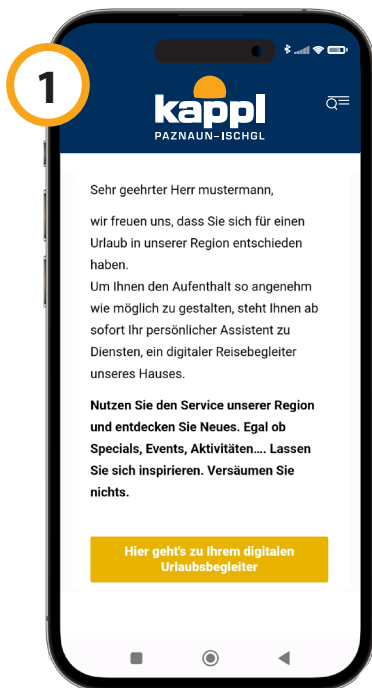 1
kappl
PAZNAUN–ISCHGL
Sehr geehrter Herr mustermann,
wir freuen uns, dass Sie sich für einen
Urlaub in unserer Region entschieden
haben.
Um Ihnen den Aufenthalt so angenehm
wie möglich zu gestalten, steht Ihnen ab
sofort Ihr persönlicher Assistent zu
Diensten, ein digitaler Reisebegleiter
unseres Hauses.
Nutzen Sie den Service unserer Region
und entdecken Sie Neues. Egal ob
Specials, Events, Aktivitäten…. Lassen
Sie sich inspirieren. Versäumen Sie
nichts.
Hier geht's zu Ihrem digitalen
Urlaubsbegleiter